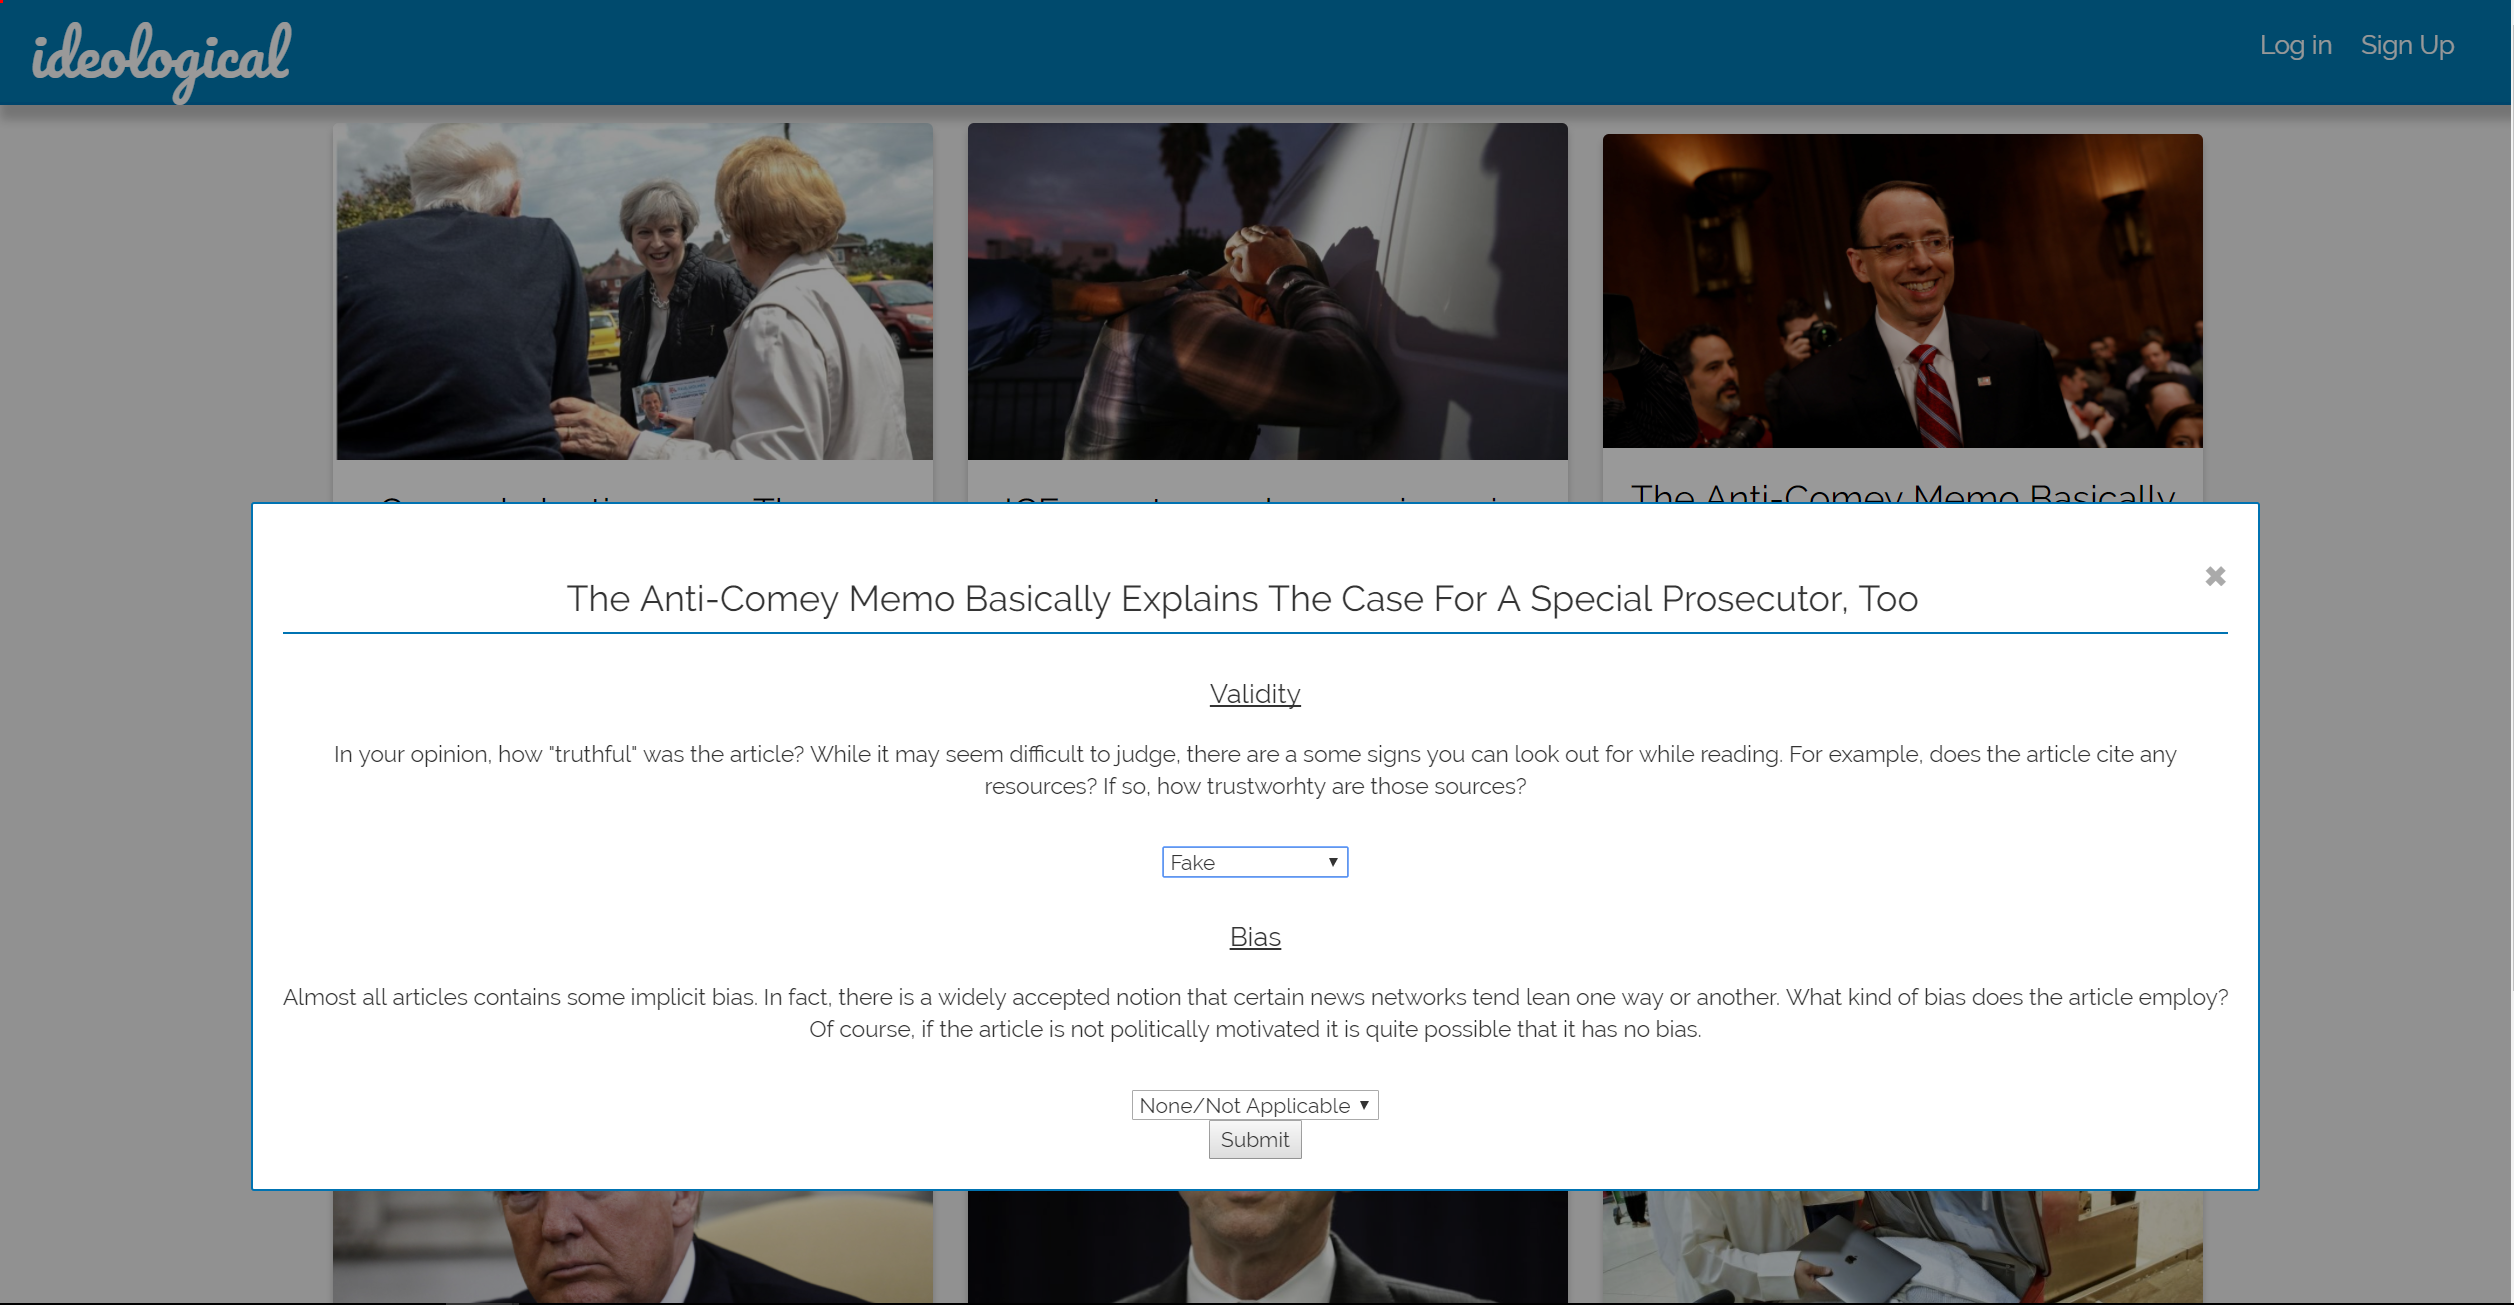 ideological
Log in Sign Up
The Anti-Comey Memo Basically
The Anti-Comey Memo Basically Explains The Case For A Special Prosecutor, Too
✖
Validity
In your opinion, how "truthful" was the article? While it may seem difficult to judge, there are a some signs you can look out for while reading. For example, does the article cite any
resources? If so, how trustworhty are those sources?
Fake
Bias
Almost all articles contains some implicit bias. In fact, there is a widely accepted notion that certain news networks tend lean one way or another. What kind of bias does the article employ?
Of course, if the article is not politically motivated it is quite possible that it has no bias.
None/Not Applicable
Submit